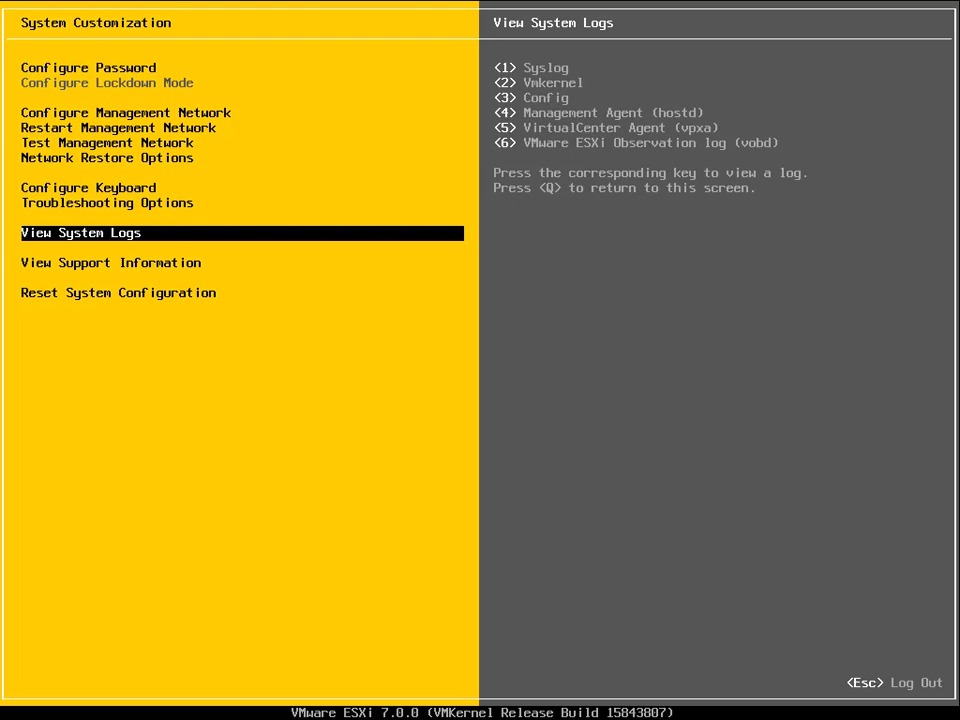 System Customization
Configure Password
Configure Lockdown Mode
Configure Management Network
Restart Management Network
Test Management Network
Network Restore Options
Configure Keyboard
Troubleshooting Options
View System Logs
View Support Information
Reset System Configuration
View System Logs
<1> Syslog
<2> Vmkernel
<3> Config
<4> Management Agent (hostd)
<5> VirtualCenter Agent (vpxa)
<6> VMware ESXi Observation log (vobd)
Press the corresponding key to view a log.
Press <Q> to return to this screen.
<Esc> Log Out
VMware ESXi 7.0.0 (VMKernel Release Build 15843807)